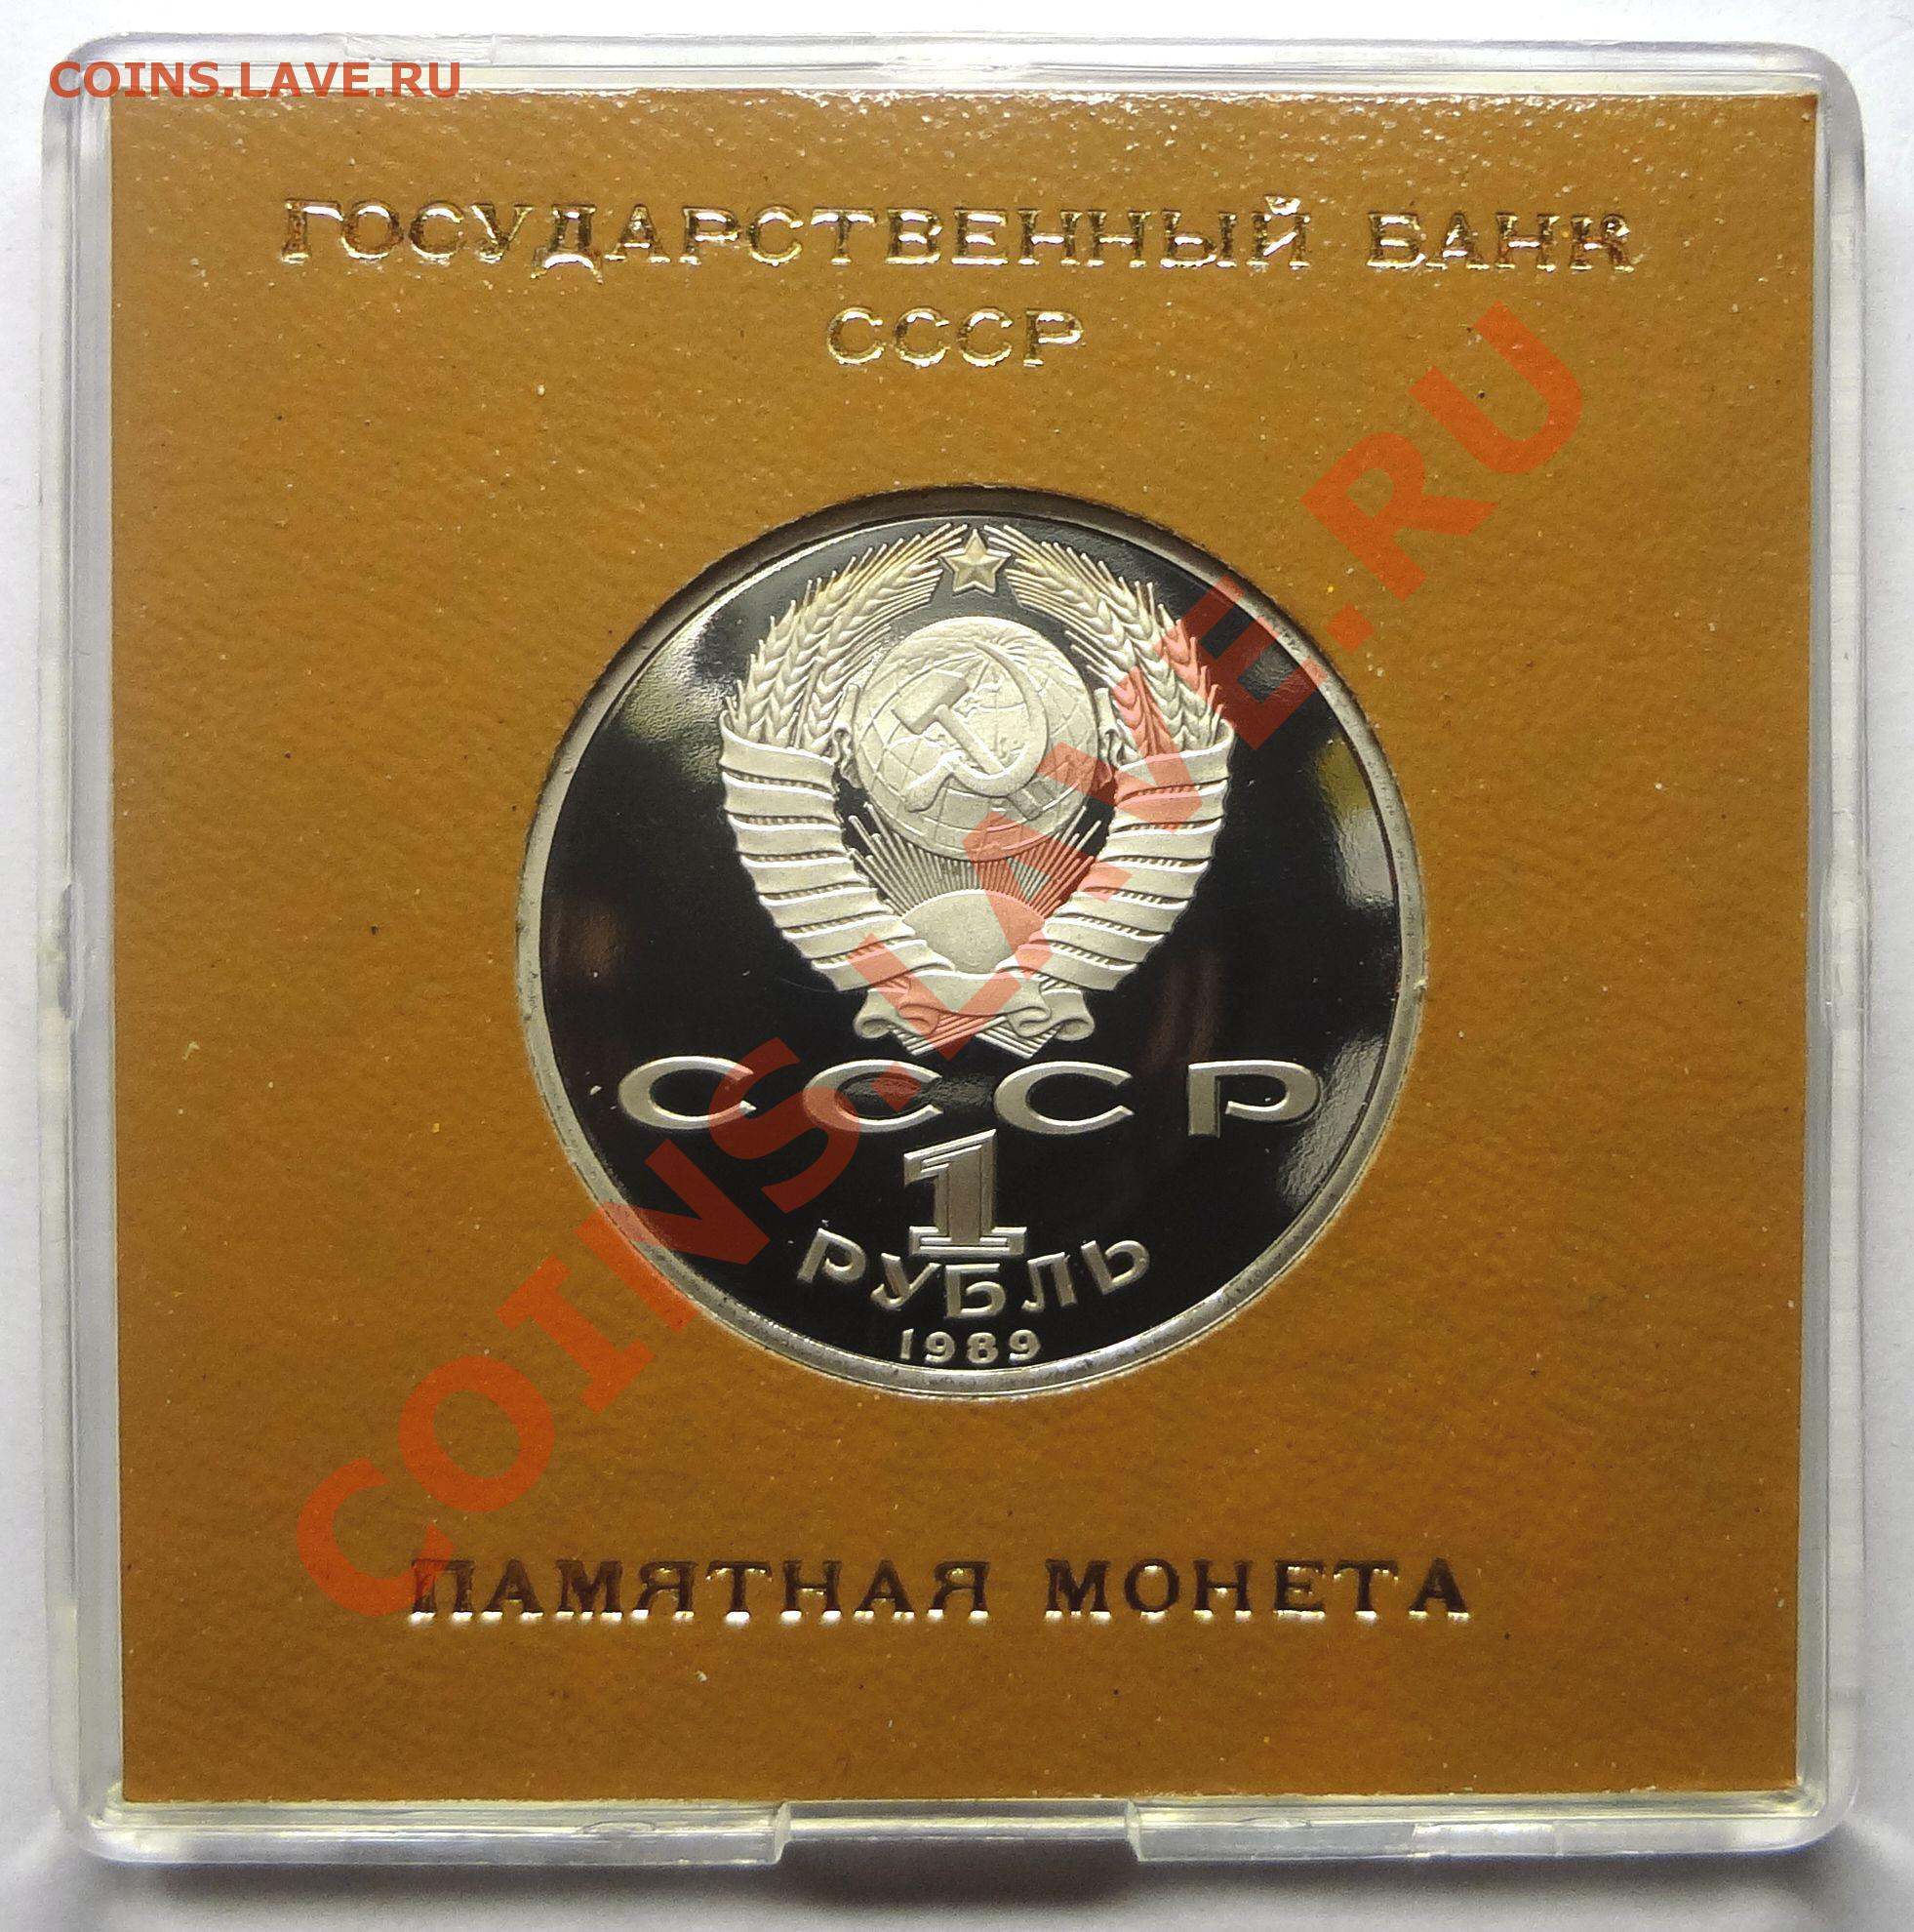 COINS.LAVE.RU
ГОСУДАРСТВЕННЫЙ БАНК
СССР
COINS.LAVE.RU
СССР
1
РУБЛЬ
1989
ПАМЯТНАЯ МОНЕТА